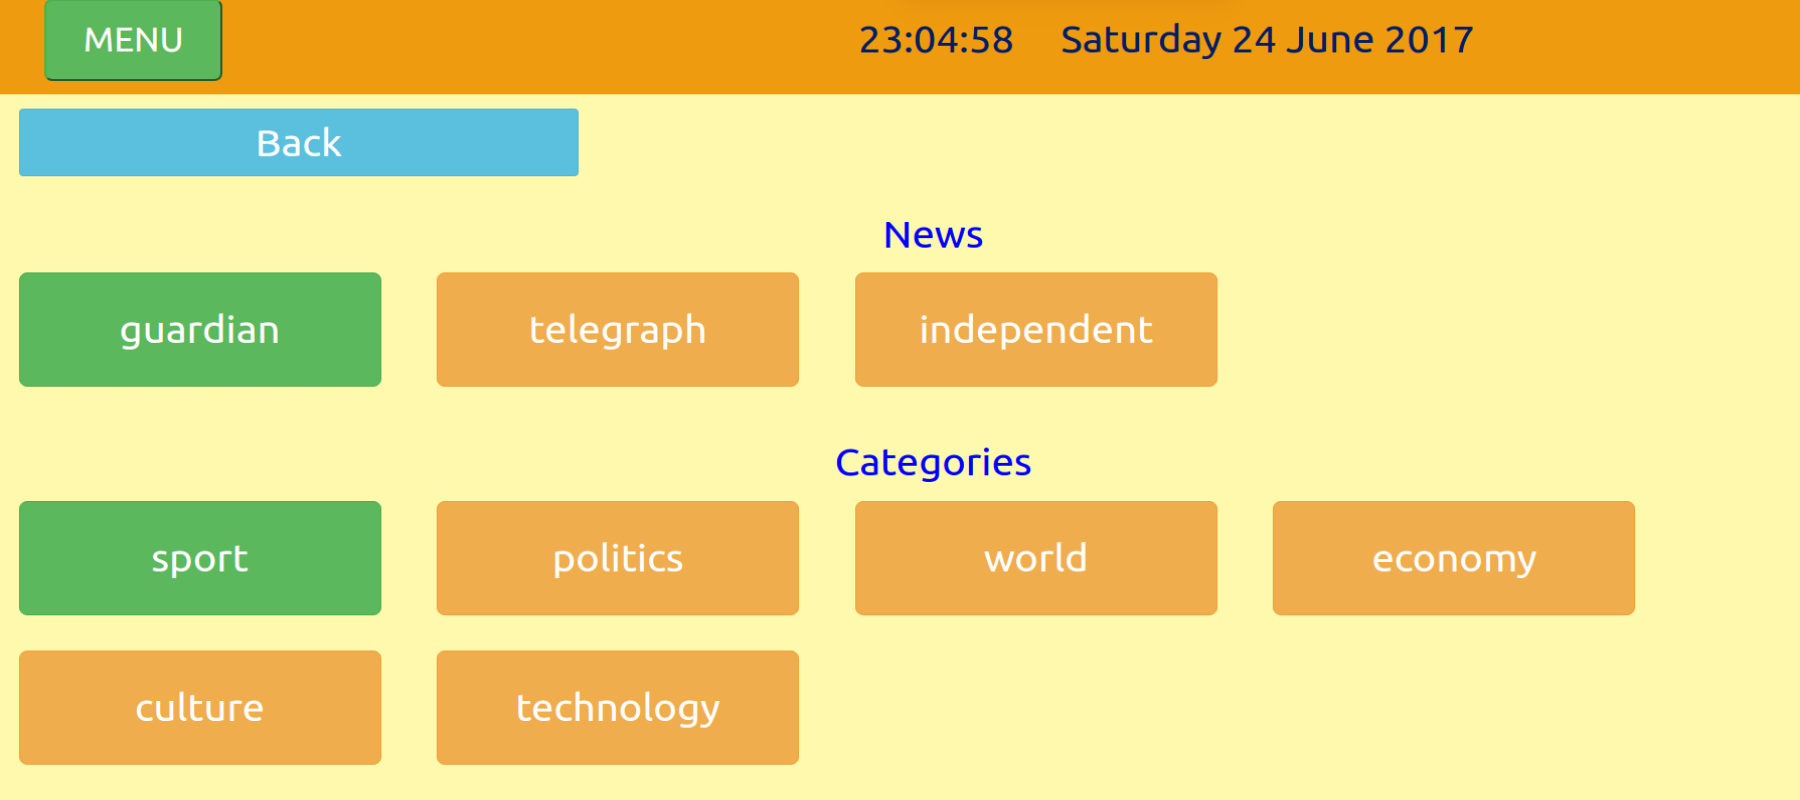 MENU 23:04:58 Saturday 24 June 2017
Back
News
guardian telegraph independent
Categories
sport politics world economy
culture technology